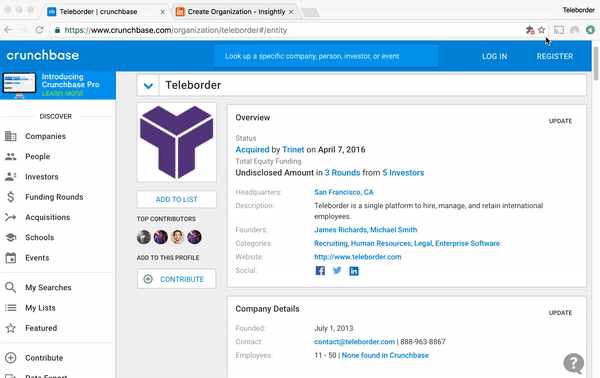 Teleborder | crunchbase
Create Organization - Insightly
Teleborder
https://www.crunchbase.com/organization/teleborder#/entity
crunchbase
Look up a specific company, person, investor, or event
LOG IN
REGISTER
Introducing
Crunchbase Pro
LEARN MORE
Teleborder
DISCOVER
Companies
People
Investors
Funding Rounds
Acquisitions
Schools
Events
My Searches
My Lists
Featured
Contribute
Data Export
ADD TO LIST
TOP CONTRIBUTORS
ADD TO THIS PROFILE
CONTRIBUTE
Overview
UPDATE
Status
Acquired by Trinet on April 7, 2016
Total Equity Funding
Undisclosed Amount in 3 Rounds from 5 Investors
Headquarters: San Francisco, CA
Description: Teleborder is a single platform to hire, manage, and retain international
employees.
Founders: James Richards, Michael Smith
Categories: Recruiting, Human Resources, Legal, Enterprise Software
Website: http://www.teleborder.com
Social:
Company Details
UPDATE
Founded: July 1, 2013
Contact: contact@teleborder.com | 888-963-8867
Employees: 11 - 50 | None found in Crunchbase
?